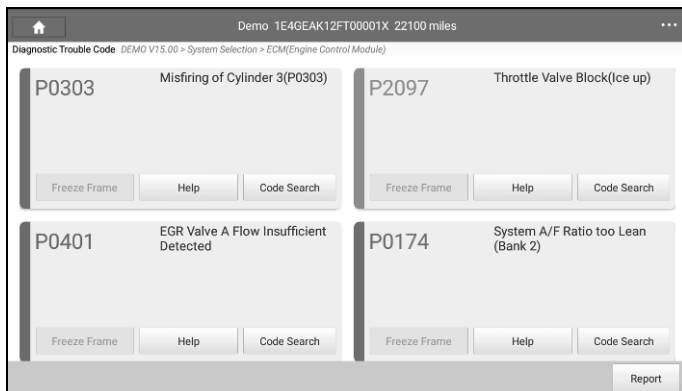 Demo 1E4GEAK12FT00001X 22100 miles
Diagnostic Trouble Code DEMO V15.00 > System Selection > ECM(Engine Control Module)
P0303
Misfiring of Cylinder 3(P0303)
Freeze Frame
Help
Code Search
P2097
Throttle Valve Block(Ice up)
Freeze Frame
Help
Code Search
P0401
EGR Valve A Flow Insufficient
Detected
Freeze Frame
Help
Code Search
P0174
System A/F Ratio too Lean
(Bank 2)
Freeze Frame
Help
Code Search
Report